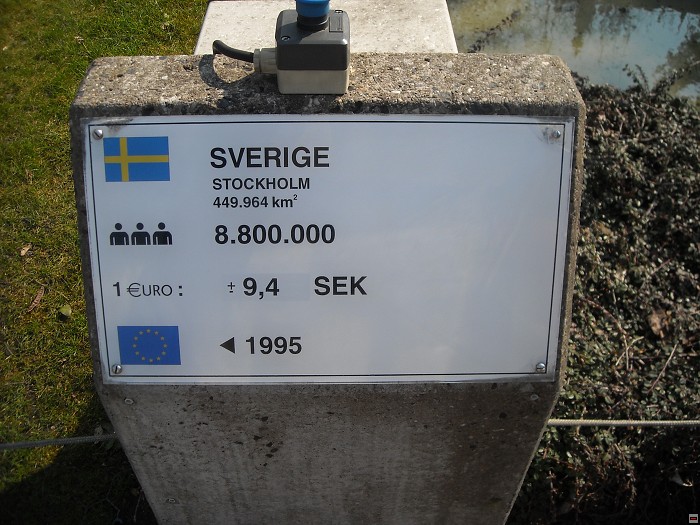 SVERIGE
STOCKHOLM
449.964 km²
8.800.000
1 €URO : ± 9,4 SEK
◄ 1995